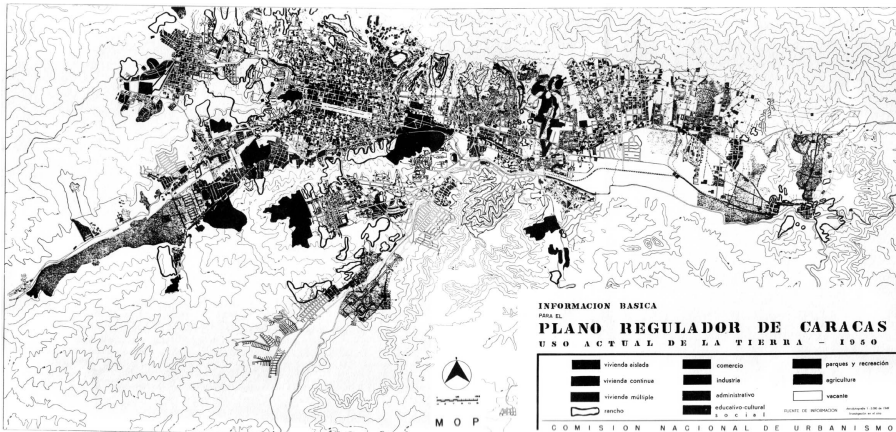 INFORMACION BASICA
PARA EL
PLANO REGULADOR DE CARACAS
USO ACTUAL DE LA TIERRA – 1950
vivienda aislada
vivienda continua
vivienda múltiple
rancho
comercio
industria
administrativo
educativo-cultural
social
parques y recreación
agricultura
vacante
FUENTE DE INFORMACION
MOP
COMISION NACIONAL DE URBANISMO